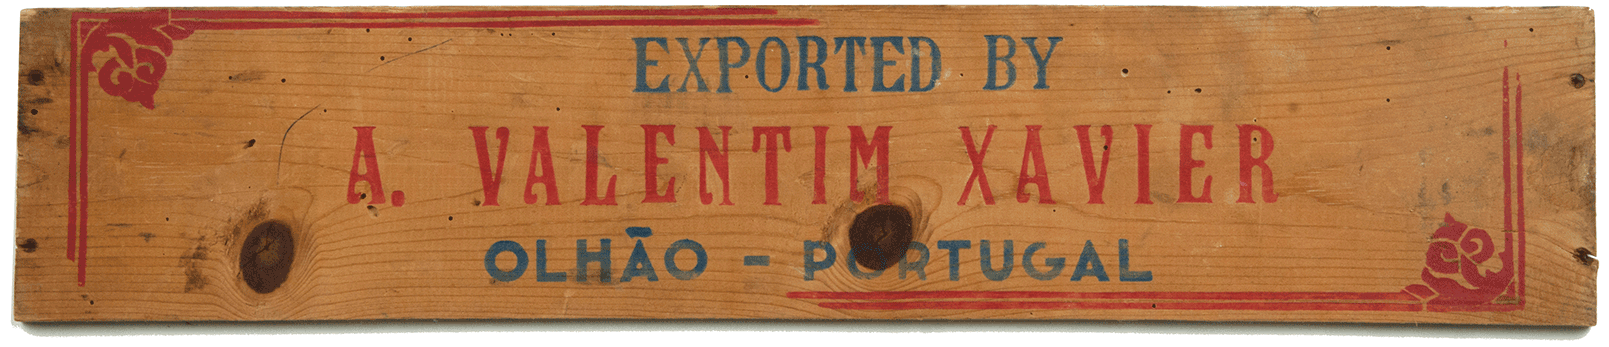 EXPORTED BY
A. VALENTIM XAVIER
OLHÃO - PORTUGAL